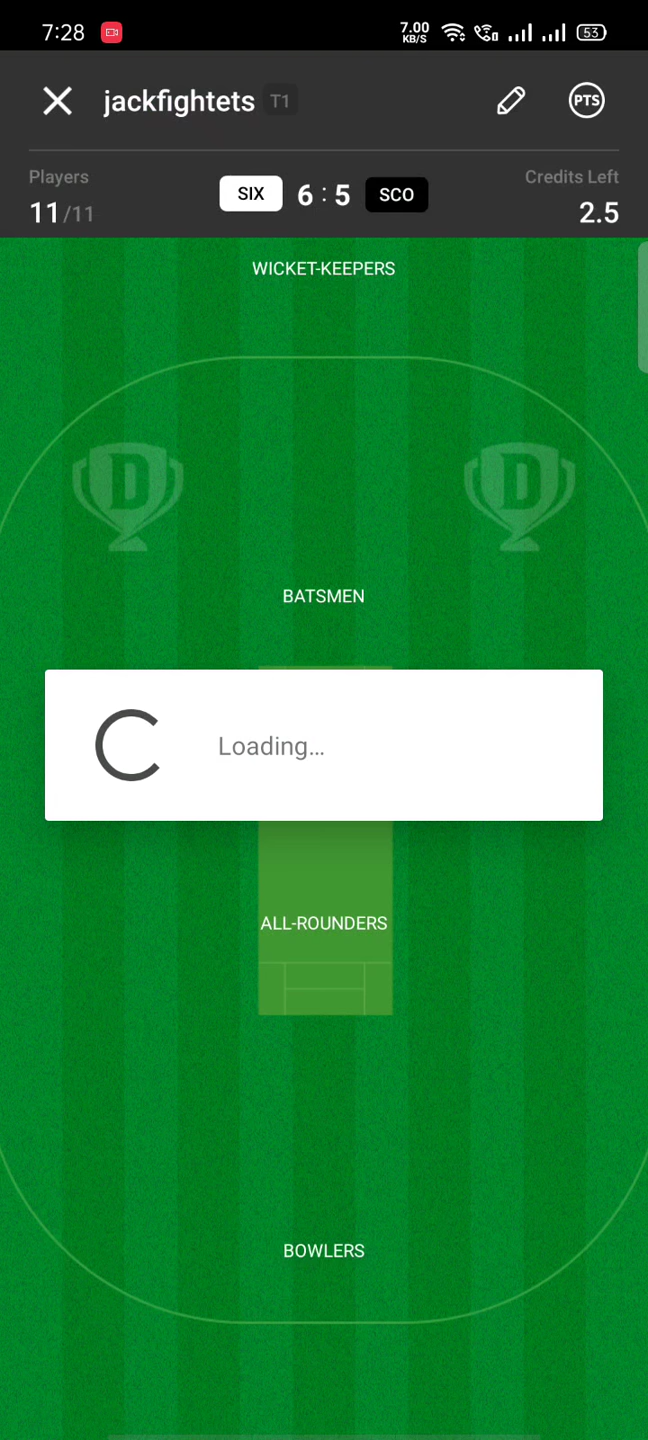 7:28 7.00 KB/S 53
jackfightets T1 PTS
Players Credits Left
11/11 SIX 6 : 5 SCO 2.5
WICKET-KEEPERS
D D
BATSMEN
Loading...
ALL-ROUNDERS
BOWLERS